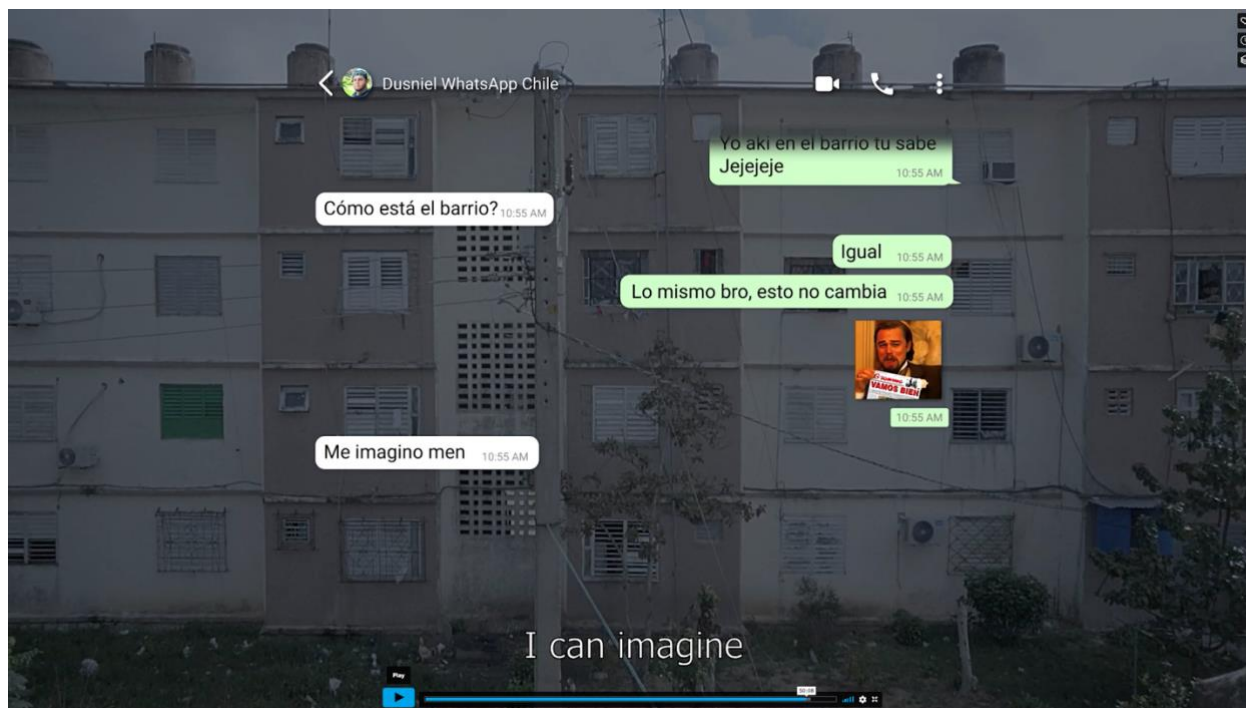 Dusniel WhatsApp Chile
Yo aki en el barrio tu sabe
Jejejeje
10:55 AM
Cómo está el barrio? 10:55 AM
Igual 10:55 AM
Lo mismo bro, esto no cambia 10:55 AM
VAMOS BIEN
10:55 AM
Me imagino men 10:55 AM
I can imagine
Play